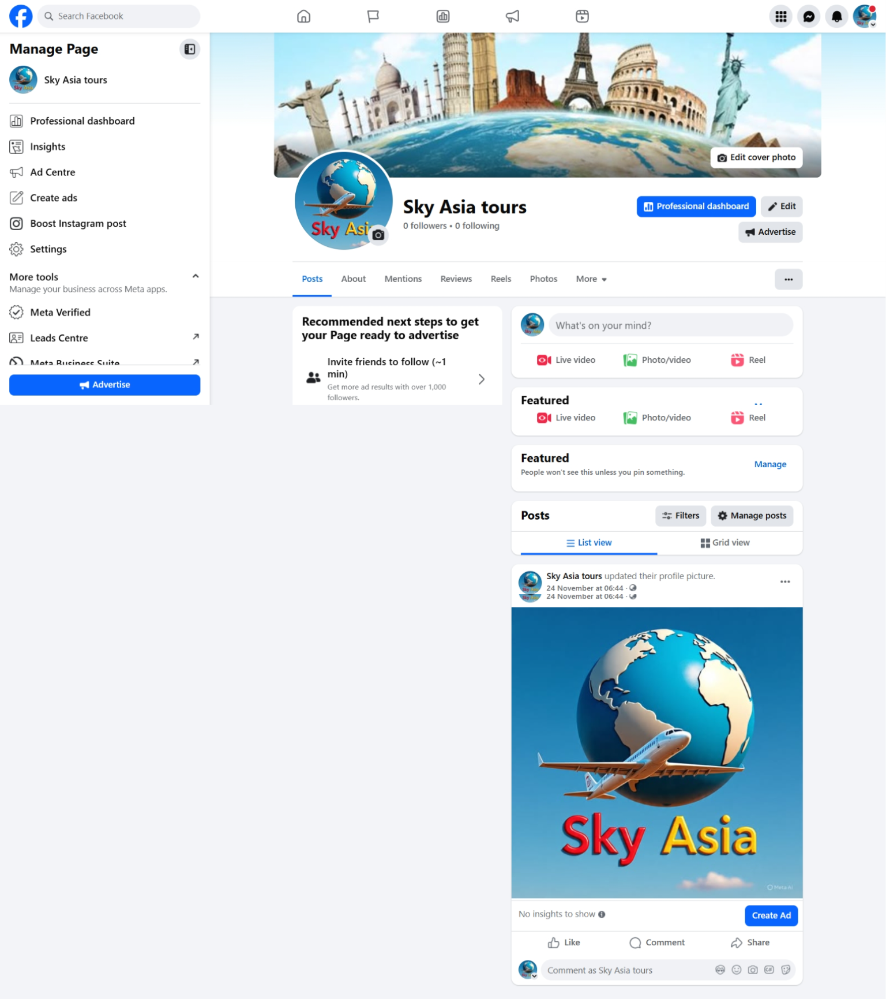 Search Facebook
Manage Page
Sky Asia tours
Professional dashboard
Insights
Ad Centre
Create ads
Boost Instagram post
Settings
More tools
Manage your business across Meta apps.
Meta Verified
Leads Centre
Meta Business Suite
Advertise
Edit cover photo
Sky Asi
Sky Asia tours
0 followers • 0 following
Professional dashboard
Edit
Advertise
Posts
About
Mentions
Reviews
Reels
Photos
More
Recommended next steps to get
your Page ready to advertise
Invite friends to follow (~1
min)
Get more ad results with over 1,000
followers.
What's on your mind?
Live video
Photo/video
Reel
Featured
Live video
Photo/video
Reel
Featured
People won't see this unless you pin something.
Manage
Posts
Filters
Manage posts
List view
Grid view
Sky Asia tours updated their profile picture.
24 November at 06:44 ·
24 November at 06:44 ·
Sky Asia
Meta AI
No insights to show
Create Ad
Like
Comment
Share
Comment as Sky Asia tours
GIF